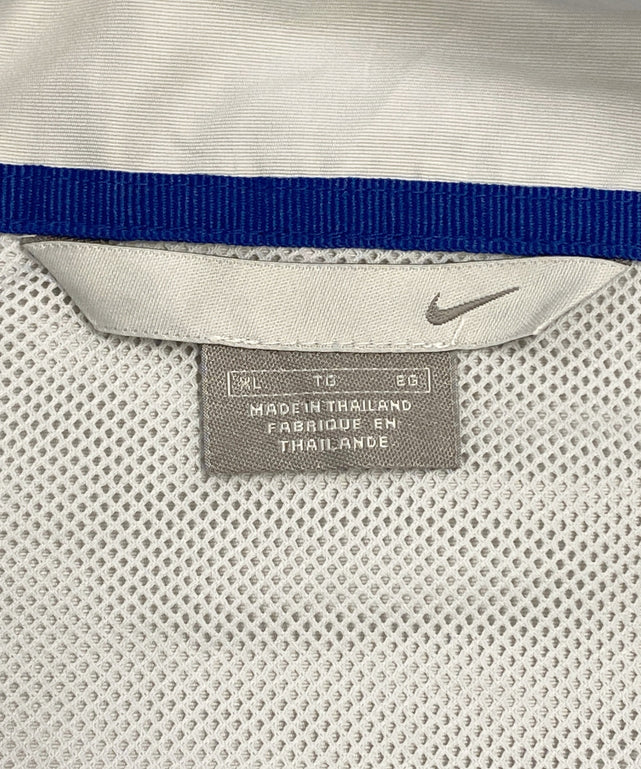 XL TG EG
MADE IN THAILAND
FABRIQUE EN
THAILANDE